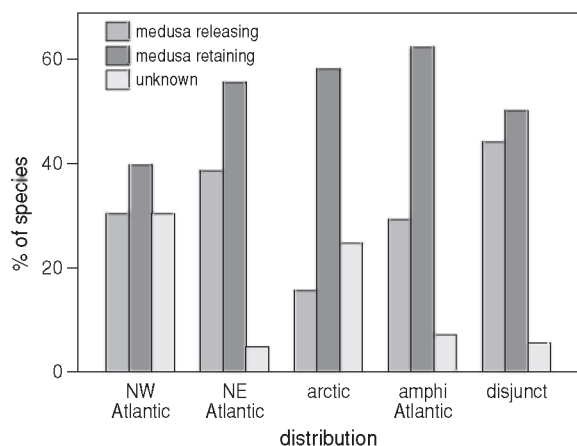 medusa releasing
medusa retaining
unknown
% of species
60
40
20
0
NW
Atlantic
NE
Atlantic
arctic
amphi
Atlantic
disjunct
distribution